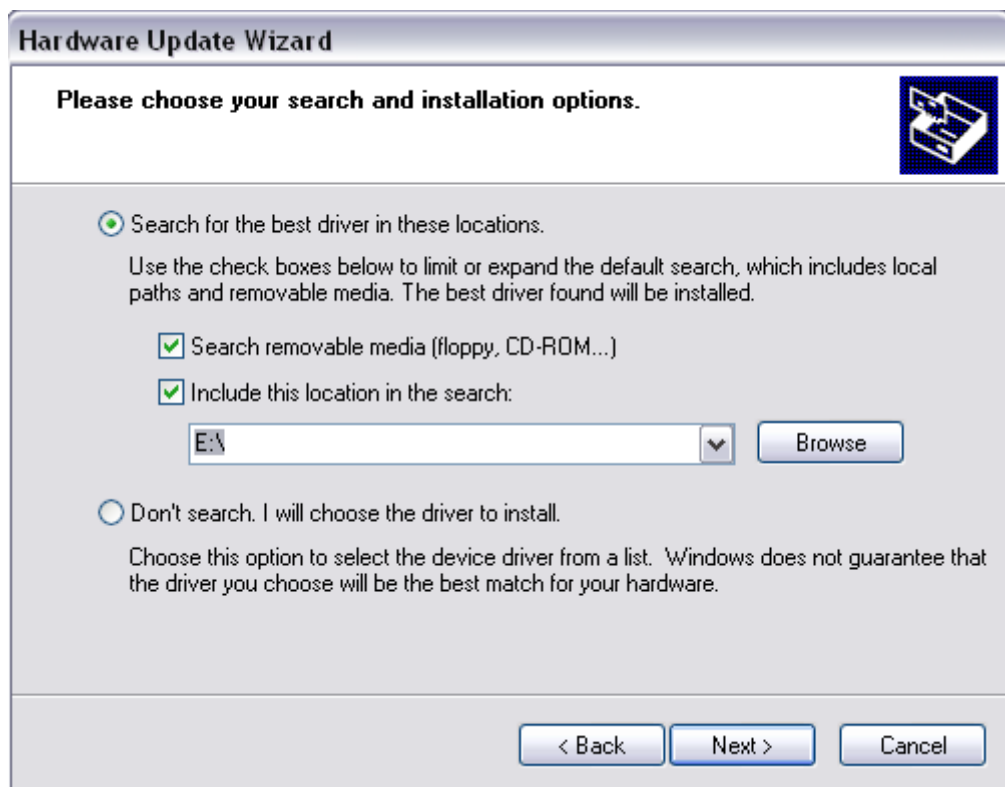 Hardware Update Wizard
Please choose your search and installation options.
Search for the best driver in these locations.
Use the check boxes below to limit or expand the default search, which includes local
paths and removable media. The best driver found will be installed.
Search removable media (floppy, CD-ROM...)
Include this location in the search:
E:\
Browse
Don't search. I will choose the driver to install.
Choose this option to select the device driver from a list.  Windows does not guarantee that
the driver you choose will be the best match for your hardware.
< Back Next > Cancel